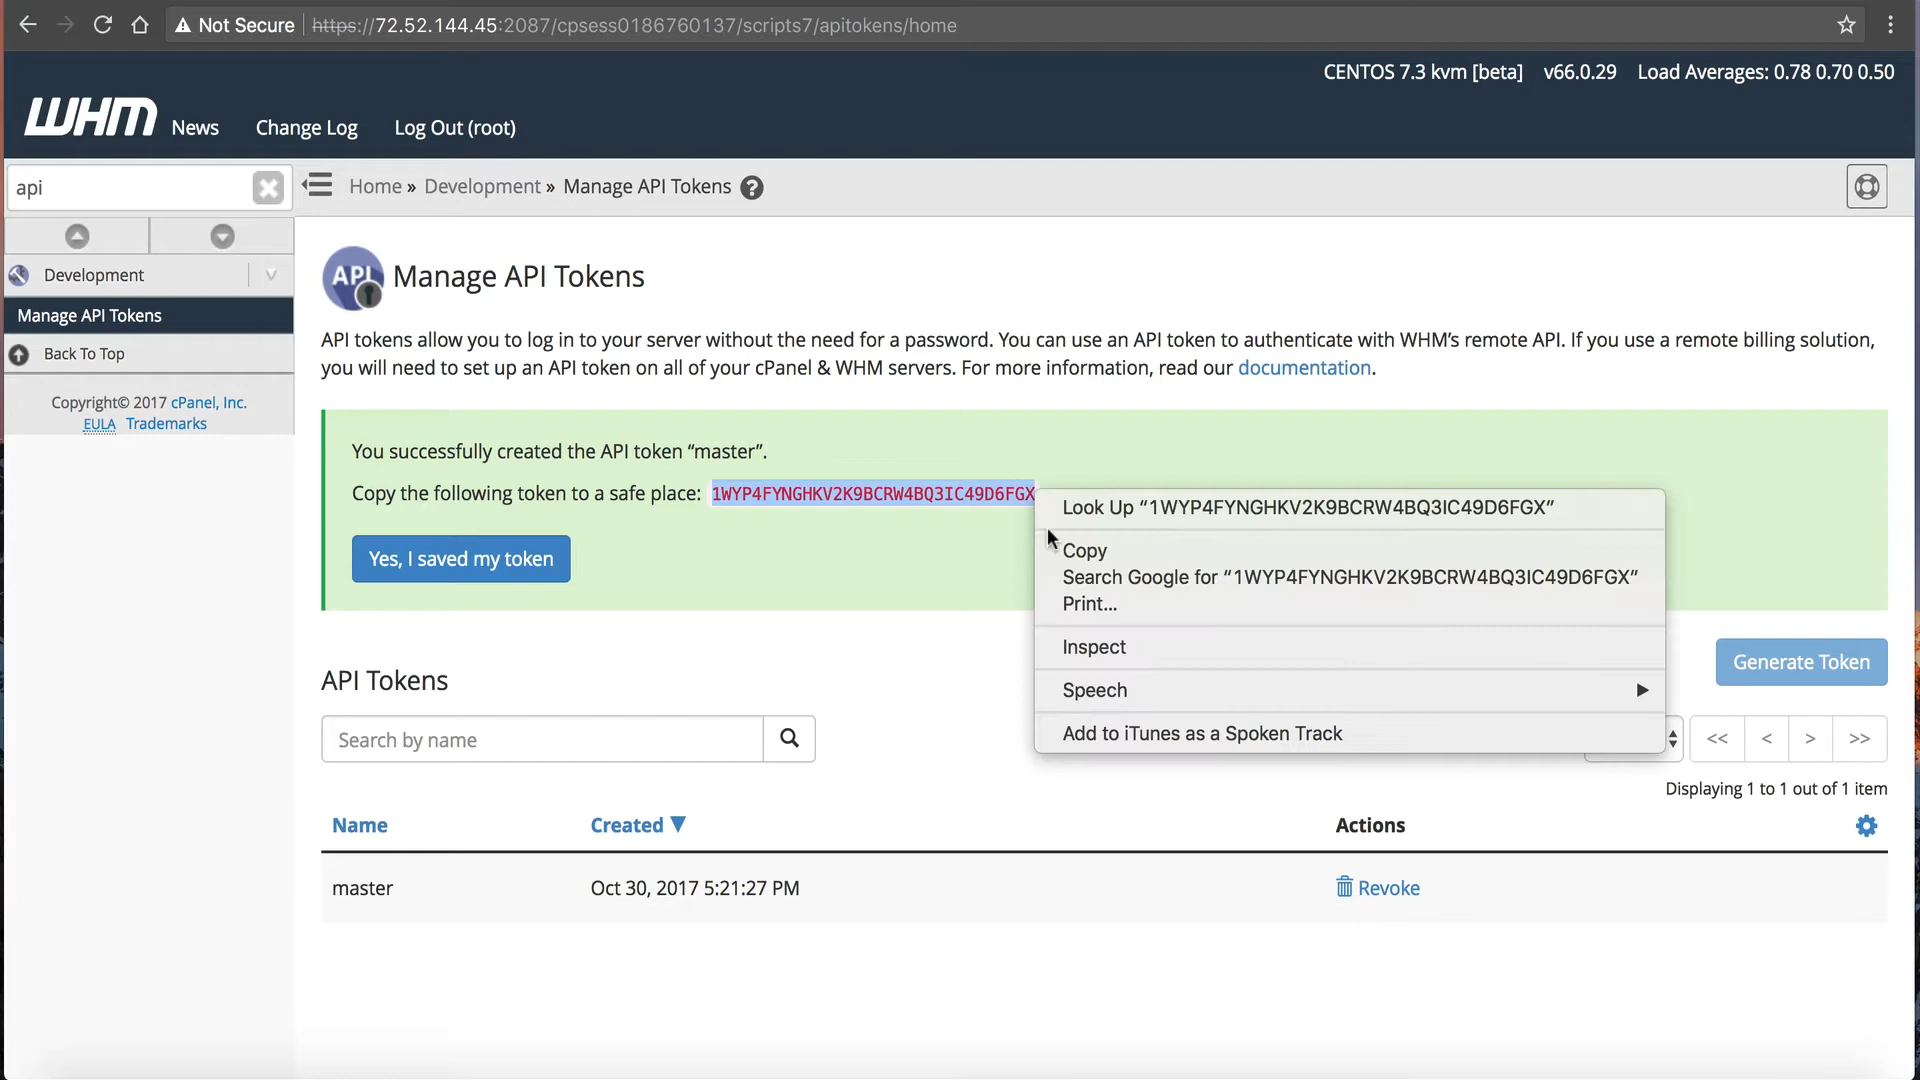 Not Secure https://72.52.144.45:2087/cpsess0186760137/scripts7/apitokens/home
CENTOS 7.3 kvm [beta] v66.0.29 Load Averages: 0.78 0.70 0.50
WHM News Change Log Log Out (root)
api
Home » Development » Manage API Tokens ?
Development
Manage API Tokens
Back To Top
Copyright© 2017 cPanel, Inc.
EULA Trademarks
API Manage API Tokens
API tokens allow you to log in to your server without the need for a password. You can use an API token to authenticate with WHM’s remote API. If you use a remote billing solution,
you will need to set up an API token on all of your cPanel & WHM servers. For more information, read our documentation.
You successfully created the API token “master”.
Copy the following token to a safe place: 1WYP4FYNGHKV2K9BCRW4BQ3IC49D6FGX
Yes, I saved my token
Look Up “1WYP4FYNGHKV2K9BCRW4BQ3IC49D6FGX”
Copy
Search Google for “1WYP4FYNGHKV2K9BCRW4BQ3IC49D6FGX”
Print...
Inspect
Speech
Add to iTunes as a Spoken Track
Generate Token
API Tokens
Search by name
<< < > >>
Displaying 1 to 1 out of 1 item
Name Created ▼ Actions
master Oct 30, 2017 5:21:27 PM Revoke